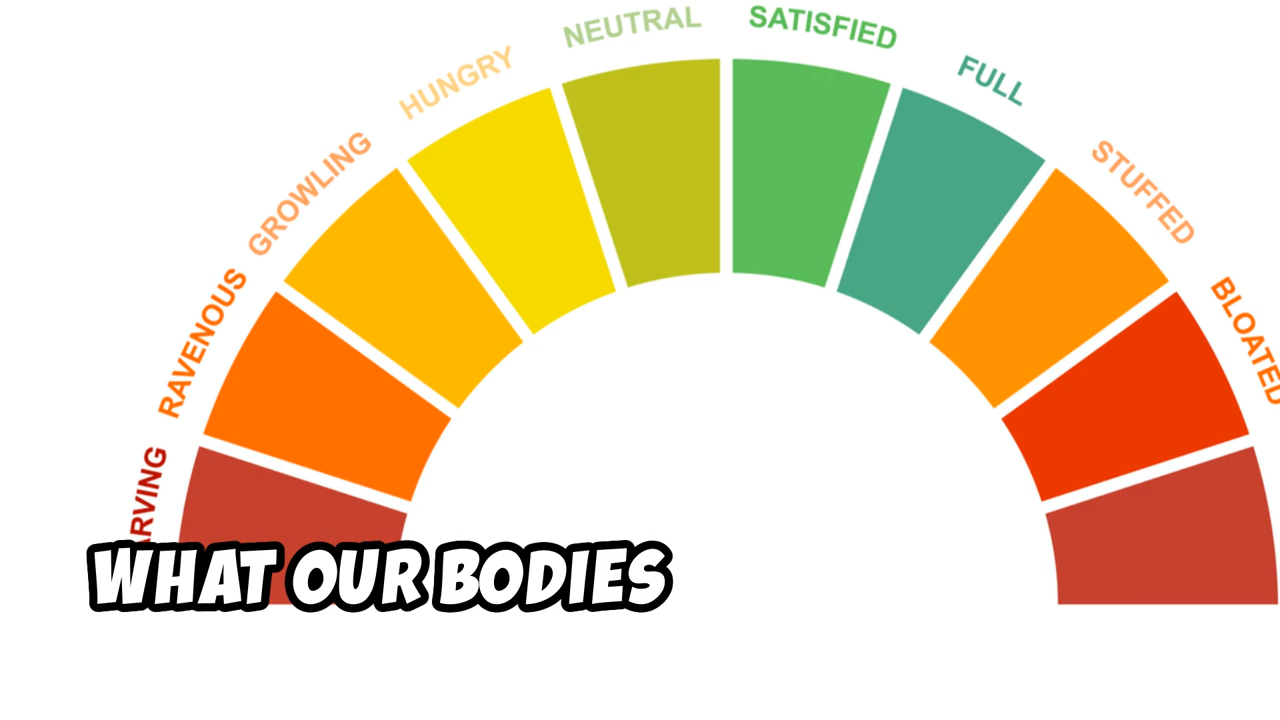 RAVENOUS
GROWLING
HUNGRY
NEUTRAL
SATISFIED
FULL
STUFFED
BLOATED
WHAT OUR BODIES